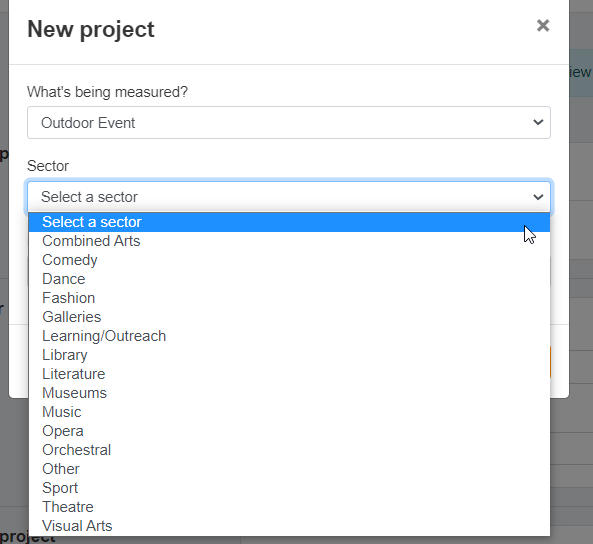 New project
×
iew
What's being measured?
Outdoor Event
p
Sector
Select a sector
Select a sector
Combined Arts
Comedy
Dance
Fashion
Galleries
r
Learning/Outreach
Library
Literature
Museums
Music
Opera
Orchestral
Other
Sport
Theatre
Visual Arts
project